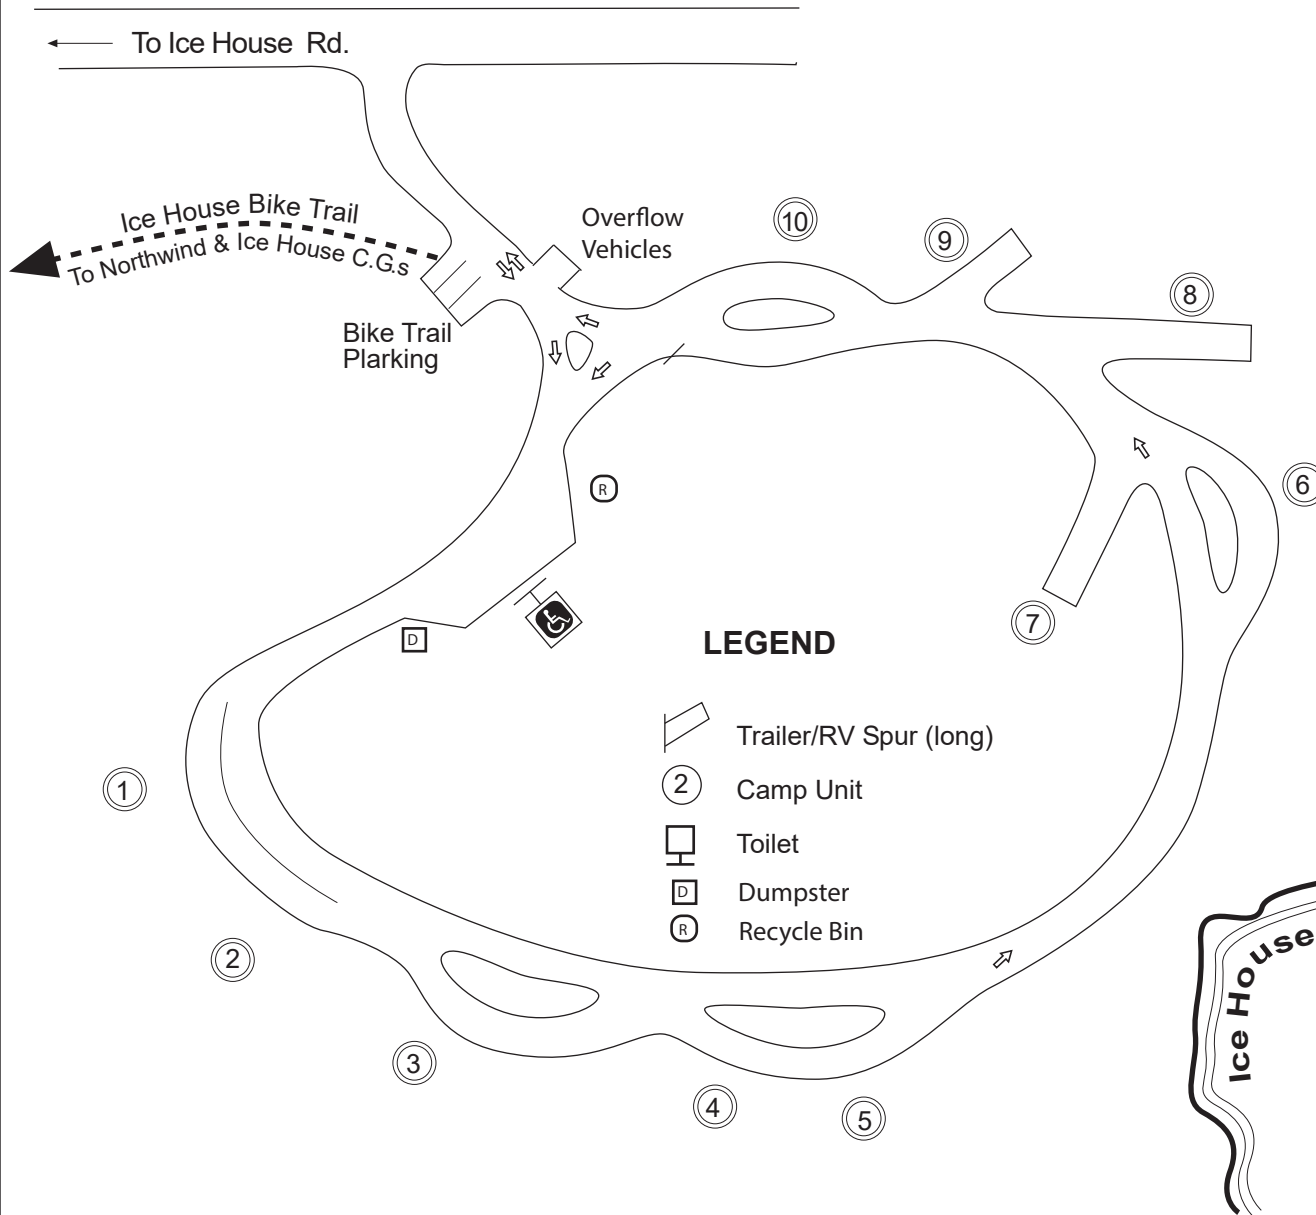 To Ice House Rd.
Ice House Bike Trail
To Northwind & Ice House C.G.s
Overflow
Vehicles
Bike Trail
Plarking
10
9
8
6
7
R
D
1
2
3
4
5
LEGEND
Trailer/RV Spur (long)
2 Camp Unit
Toilet
D Dumpster
R Recycle Bin
Ice House